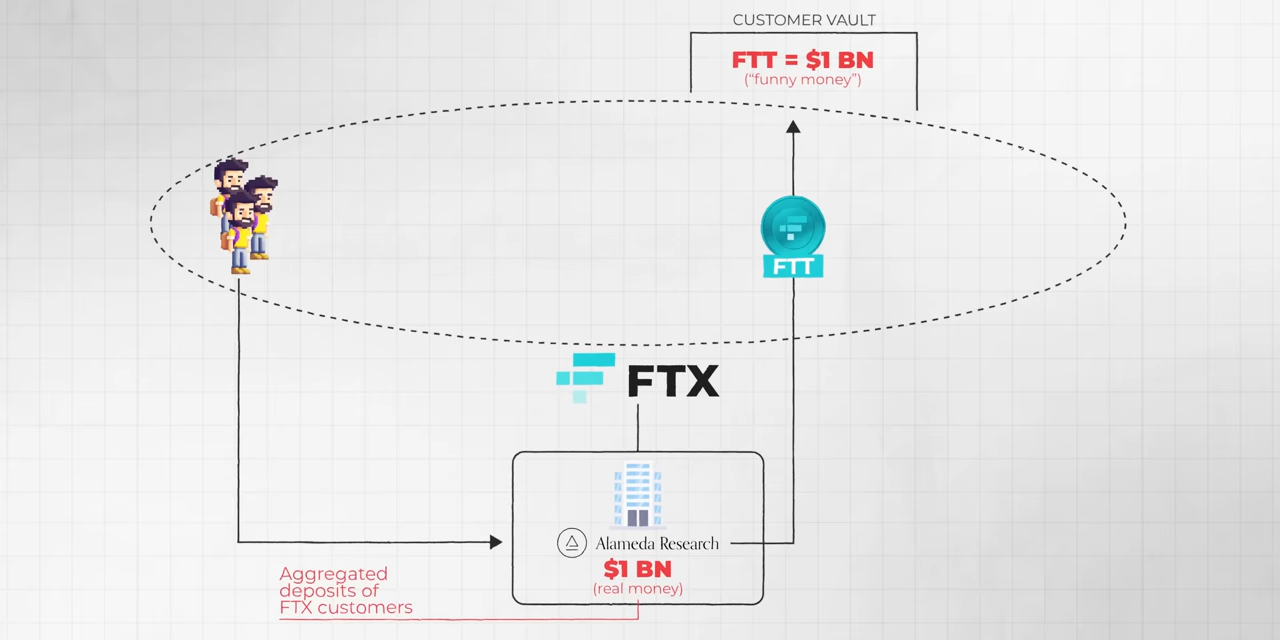 CUSTOMER VAULT
FTT = $1 BN
(“funny money”)
FTT
FTX
Alameda Research
$1 BN
(real money)
Aggregated
deposits of
FTX customers